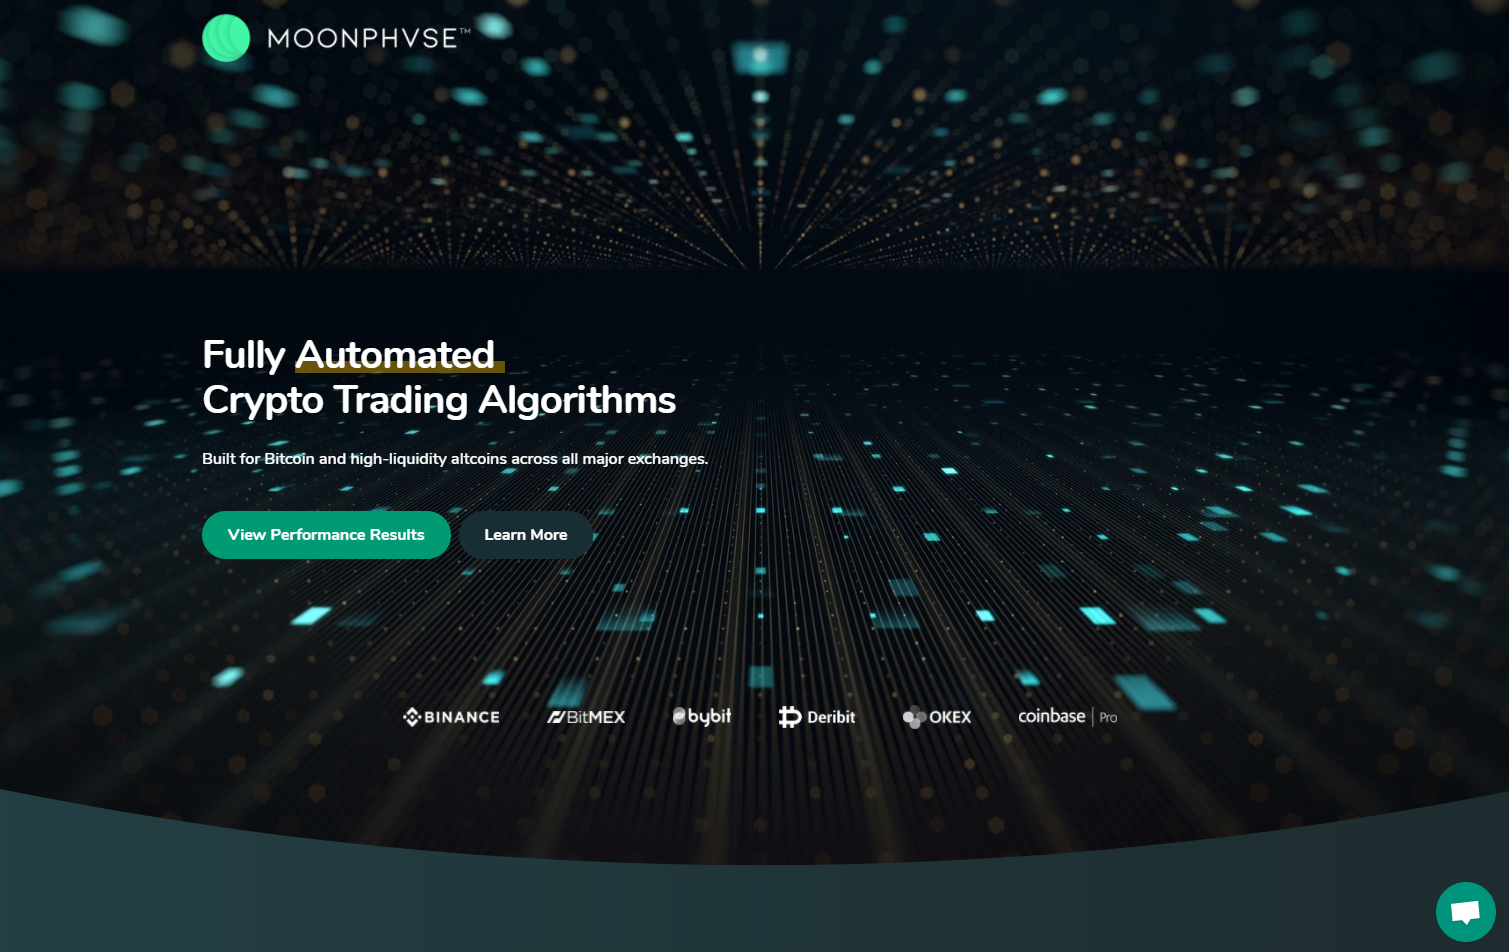 MOONPHVSE™
Fully Automated
Crypto Trading Algorithms
Built for Bitcoin and high-liquidity altcoins across all major exchanges.
View Performance Results
Learn More
BINANCE
BitMEX
bybit
Deribit
OKEX
coinbase | Pro